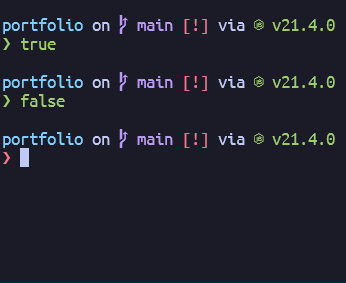 portfolio on  main [!] via  v21.4.0
❯ true
portfolio on  main [!] via  v21.4.0
❯ false
portfolio on  main [!] via  v21.4.0
❯